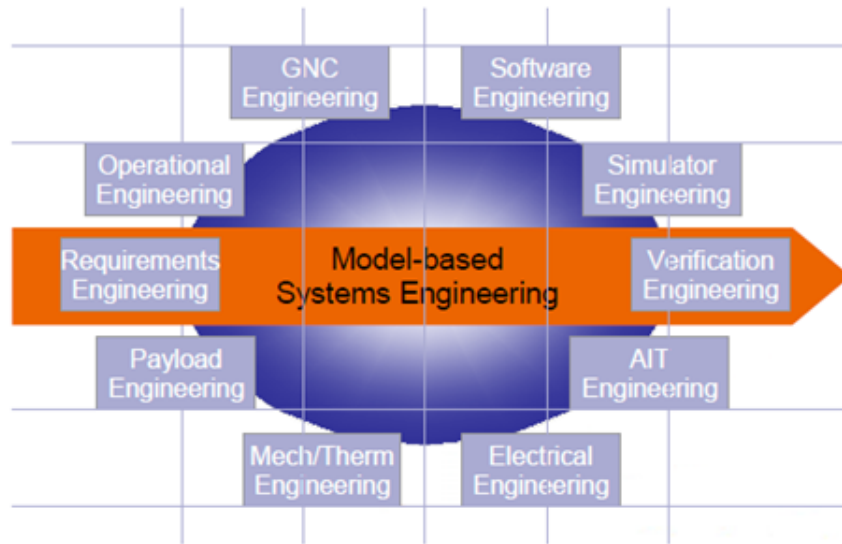 GNC
Engineering
Software
Engineering
Operational
Engineering
Simulator
Engineering
Requirements
Engineering
Model-based
Systems Engineering
Verification
Engineering
Payload
Engineering
AIT
Engineering
Mech/Therm
Engineering
Electrical
Engineering